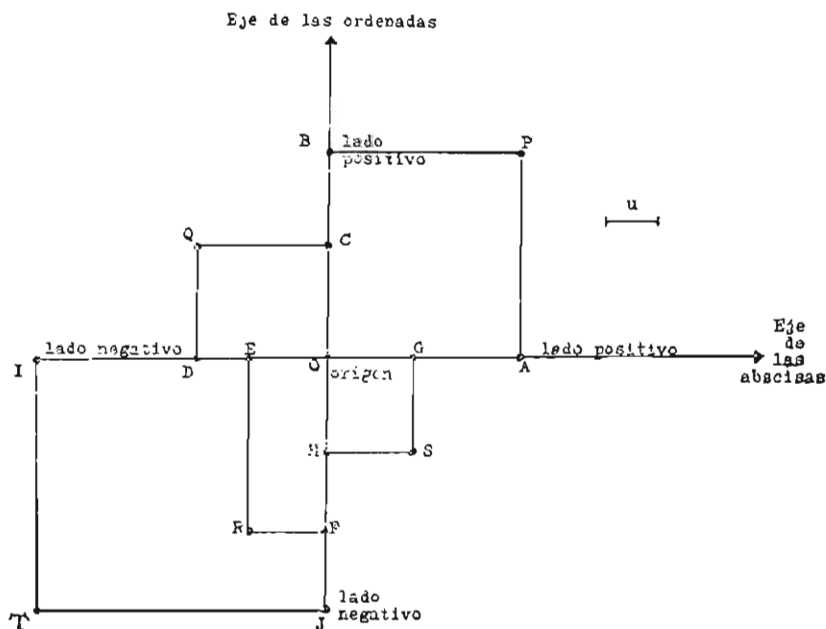 Eje de las ordenadas
B lado positivo P
u
Q C
Eje de las abscisas
I lado negativo D E O origen G A lado positivo
H S
R F
T J lado negativo